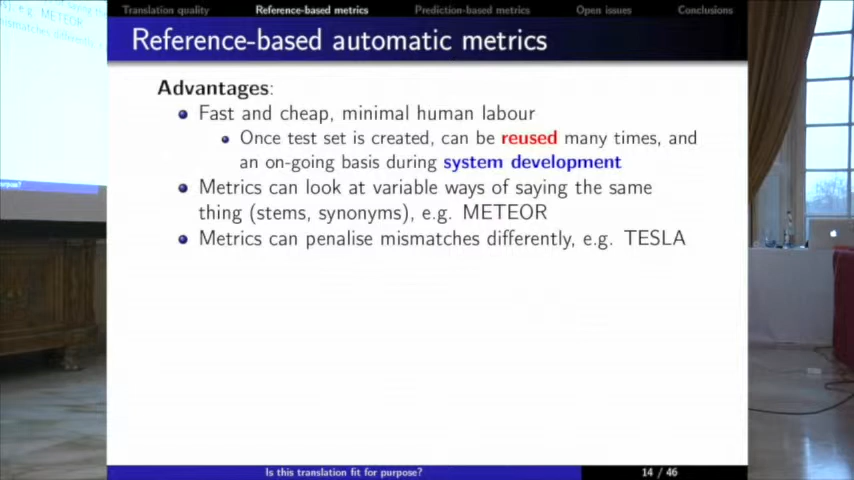 Translation quality Reference-based metrics Prediction-based metrics Open issues Conclusions
Reference-based automatic metrics
Advantages:
Fast and cheap, minimal human labour
Once test set is created, can be reused many times, and
an on-going basis during system development
Metrics can look at variable ways of saying the same
thing (stems, synonyms), e.g. METEOR
Metrics can penalise mismatches differently, e.g. TESLA
Is this translation fit for purpose? 14 / 46
s), e.g. METEOR
mismatches differently,